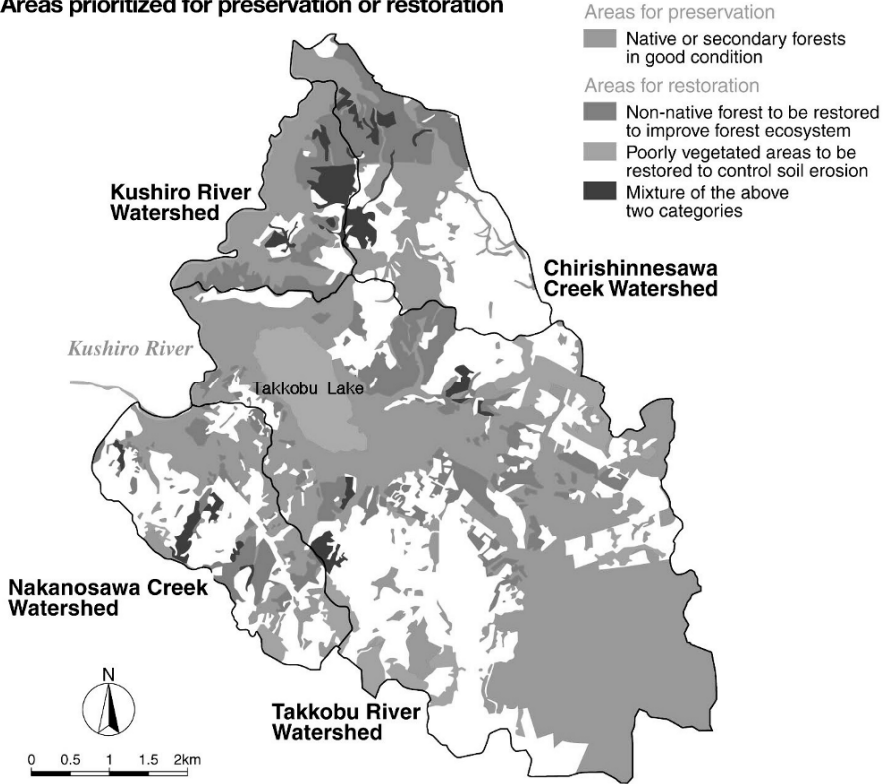 Areas prioritized for preservation or restoration
Areas for preservation
Native or secondary forests
in good condition
Areas for restoration
Non-native forest to be restored
to improve forest ecosystem
Poorly vegetated areas to be
restored to control soil erosion
Mixture of the above
two categories
Kushiro River
Watershed
Chirishinnesawa
Creek Watershed
Kushiro River
Takkobu Lake
Nakanosawa Creek
Watershed
Takkobu River
Watershed
N
0 0.5 1 1.5 2km